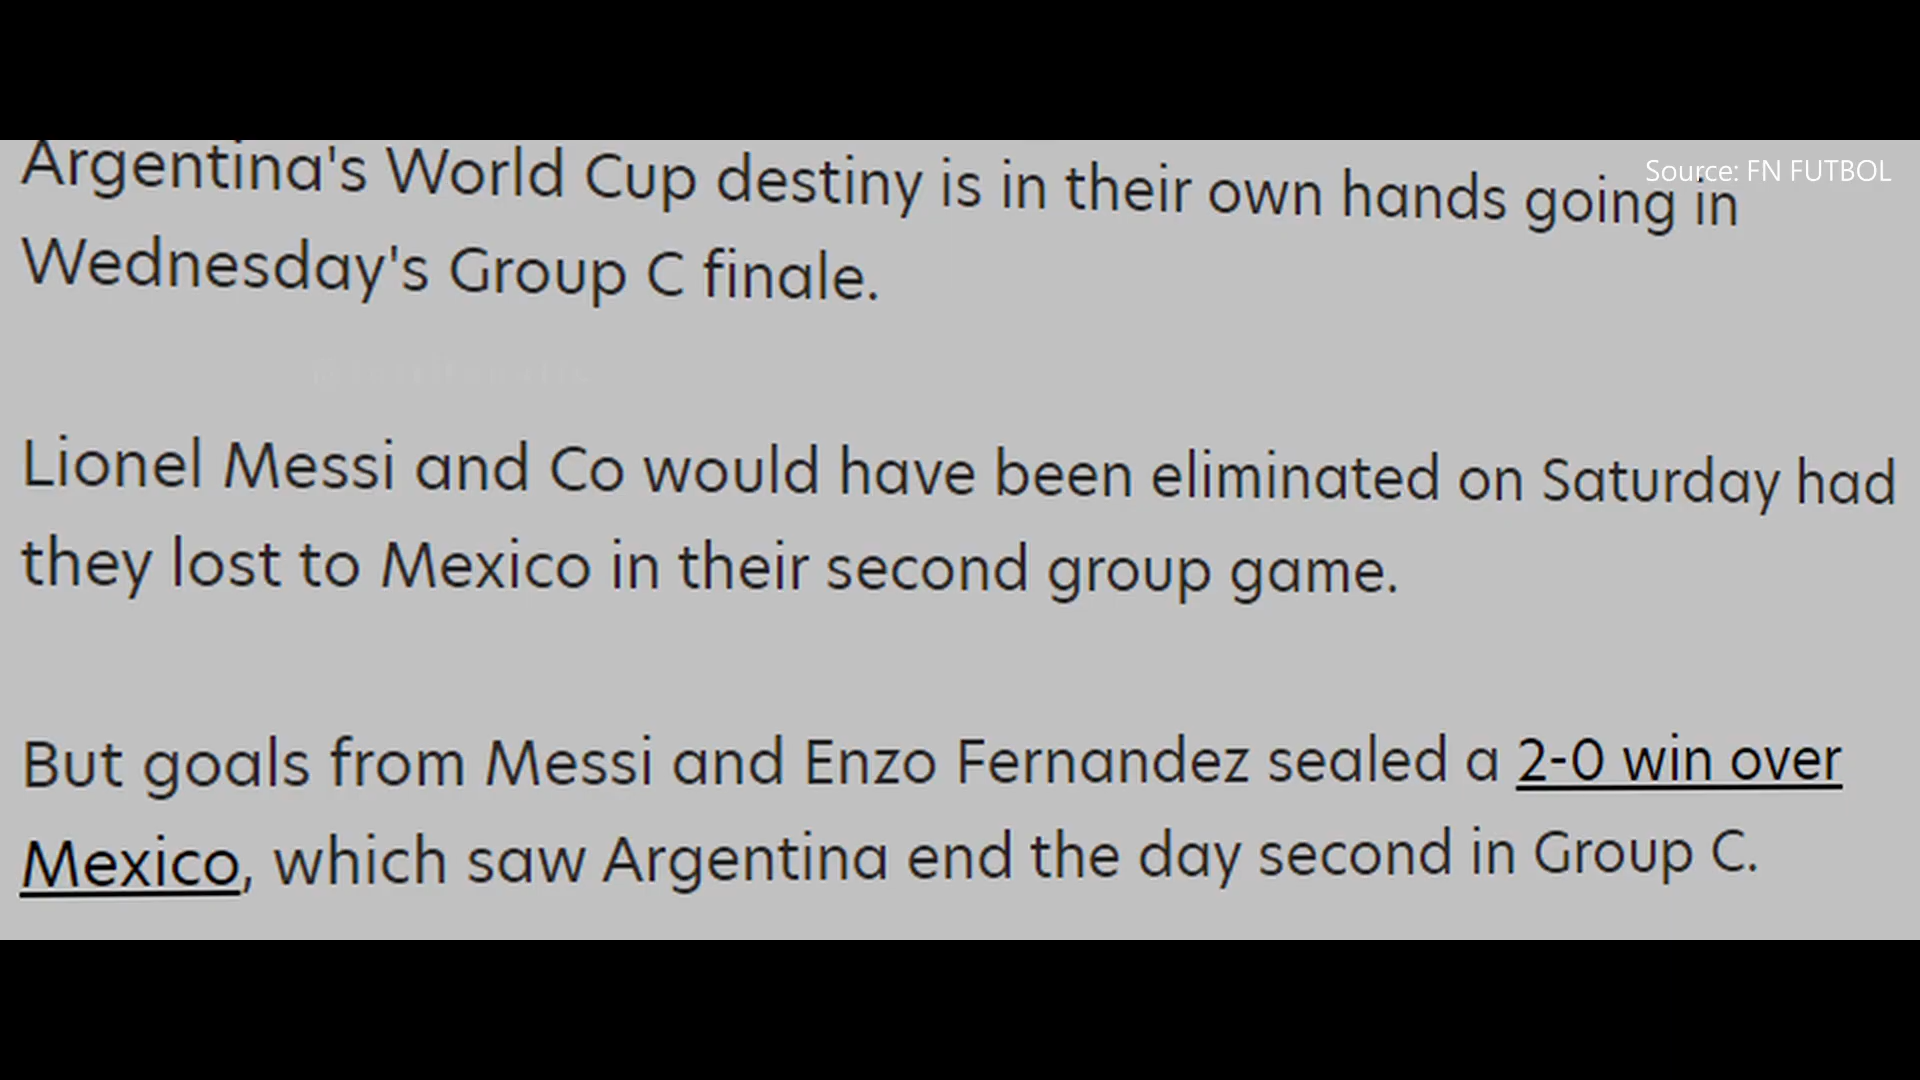 Source: FN FUTBOL
Argentina's World Cup destiny is in their own hands going in
Wednesday's Group C finale.
Lionel Messi and Co would have been eliminated on Saturday had
they lost to Mexico in their second group game.
But goals from Messi and Enzo Fernandez sealed a 2-0 win over
Mexico, which saw Argentina end the day second in Group C.